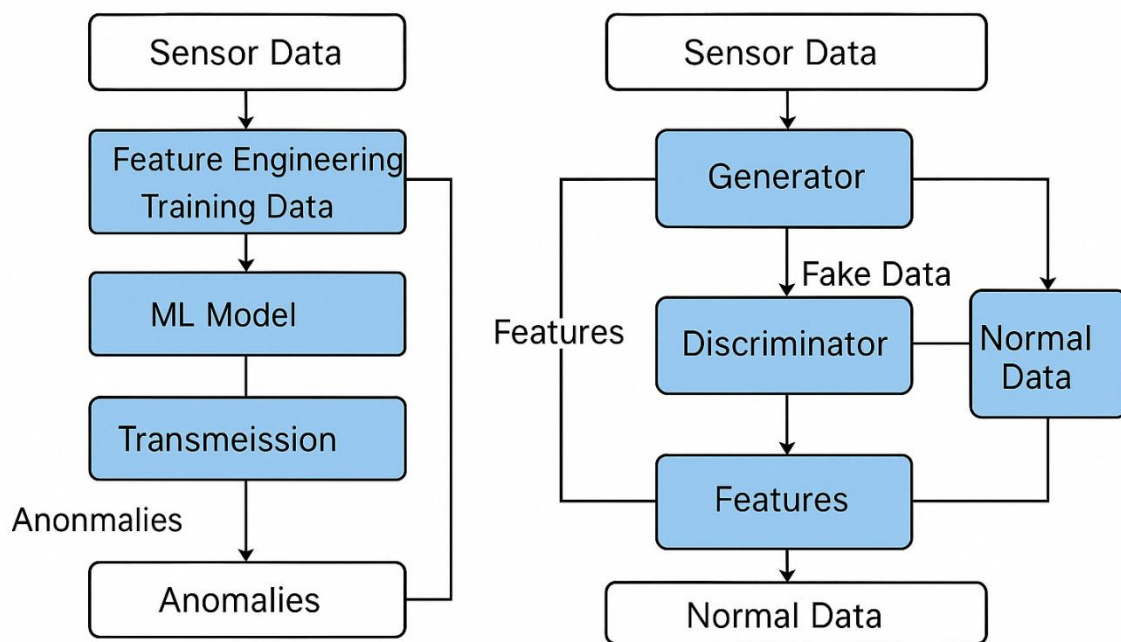 Sensor Data
Feature Engineering
Training Data
ML Model
Transmeission
Anonmalies
Anomalies
Sensor Data
Generator
Fake Data
Features
Discriminator
Normal
Data
Features
Normal Data